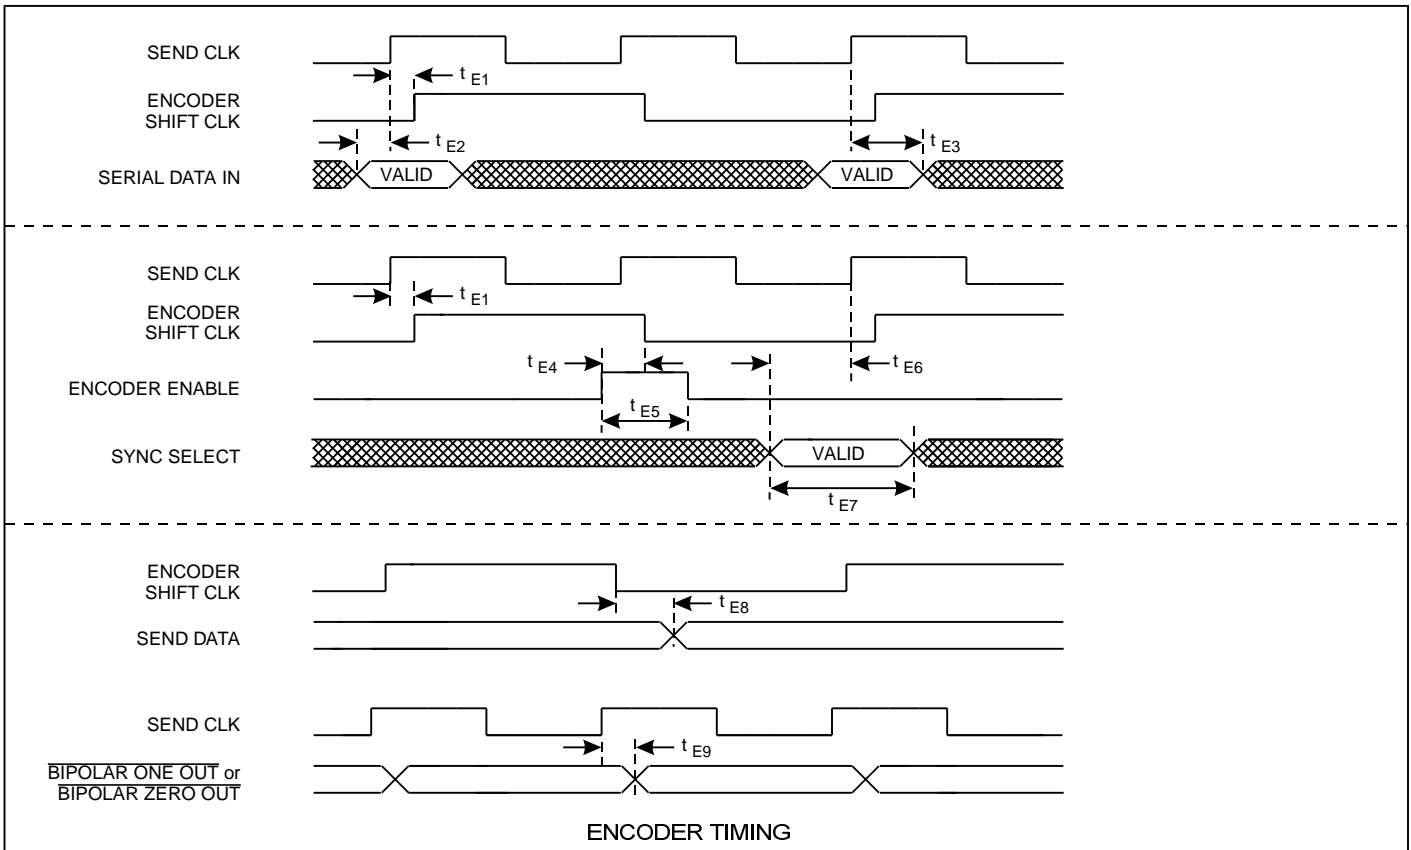 SEND CLK
t E1
ENCODER
SHIFT CLK
t E2
t E3
SERIAL DATA IN
VALID
VALID
SEND CLK
t E1
ENCODER
SHIFT CLK
t E4
t E6
ENCODER ENABLE
t E5
SYNC SELECT
VALID
t E7
ENCODER
SHIFT CLK
t E8
SEND DATA
SEND CLK
t E9
BIPOLAR ONE OUT or
BIPOLAR ZERO OUT
ENCODER TIMING